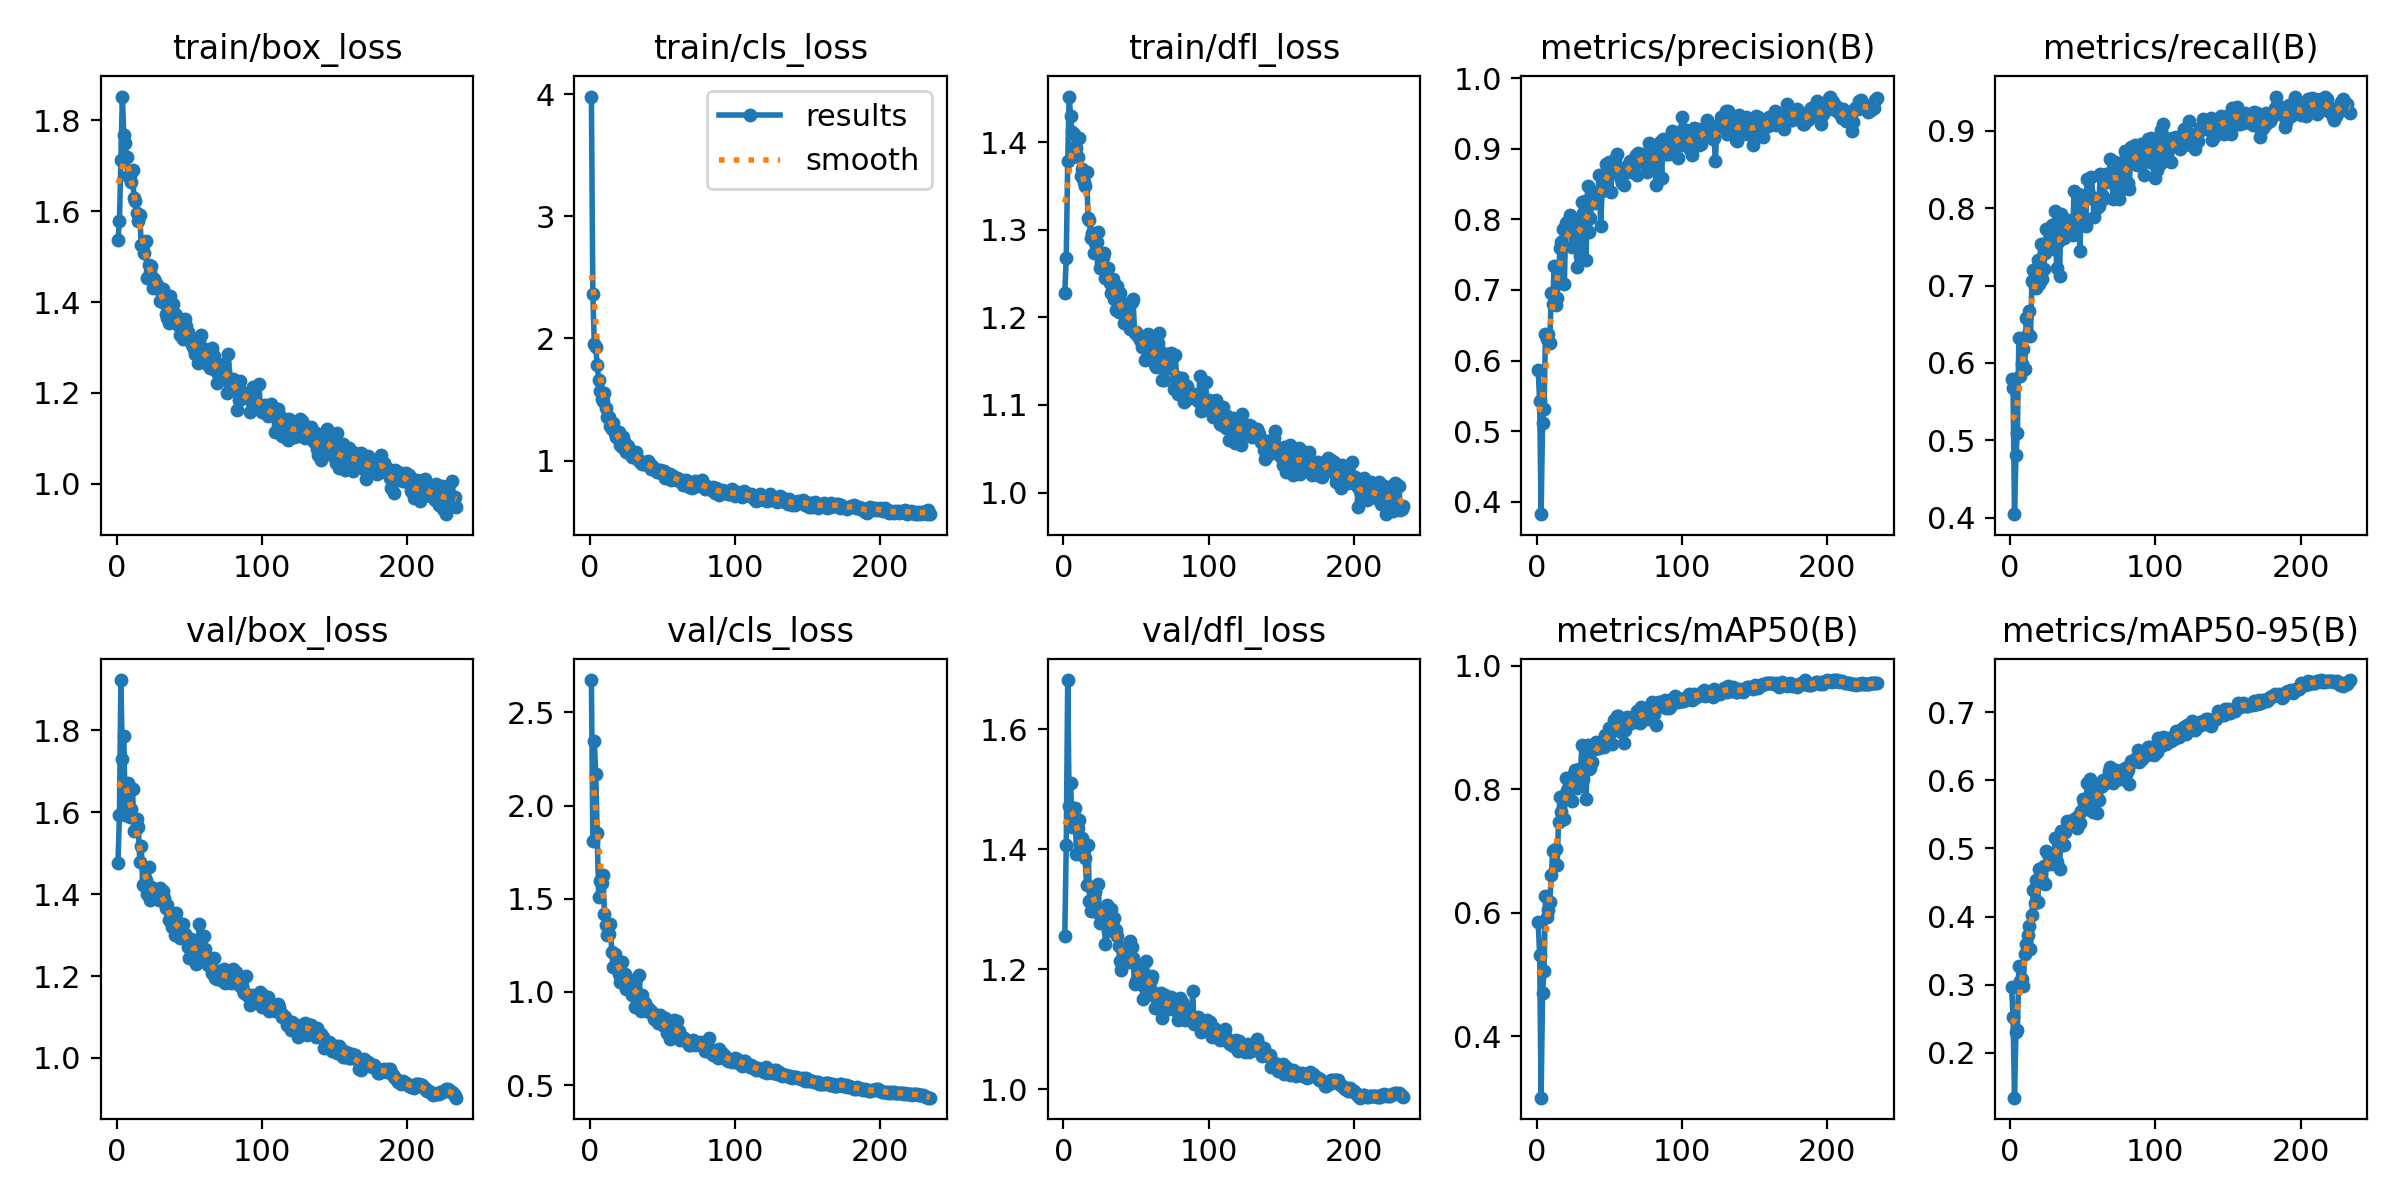 train/box_loss
1.8
1.6
1.4
1.2
1.0
0 100 200
train/cls_loss
results
smooth
4
3
2
1
0 100 200
train/dfl_loss
1.4
1.3
1.2
1.1
1.0
0 100 200
metrics/precision(B)
1.0
0.9
0.8
0.7
0.6
0.5
0.4
0 100 200
metrics/recall(B)
0.9
0.8
0.7
0.6
0.5
0.4
0 100 200
val/box_loss
1.8
1.6
1.4
1.2
1.0
0 100 200
val/cls_loss
2.5
2.0
1.5
1.0
0.5
0 100 200
val/dfl_loss
1.6
1.4
1.2
1.0
0 100 200
metrics/mAP50(B)
1.0
0.8
0.6
0.4
0 100 200
metrics/mAP50-95(B)
0.7
0.6
0.5
0.4
0.3
0.2
0 100 200